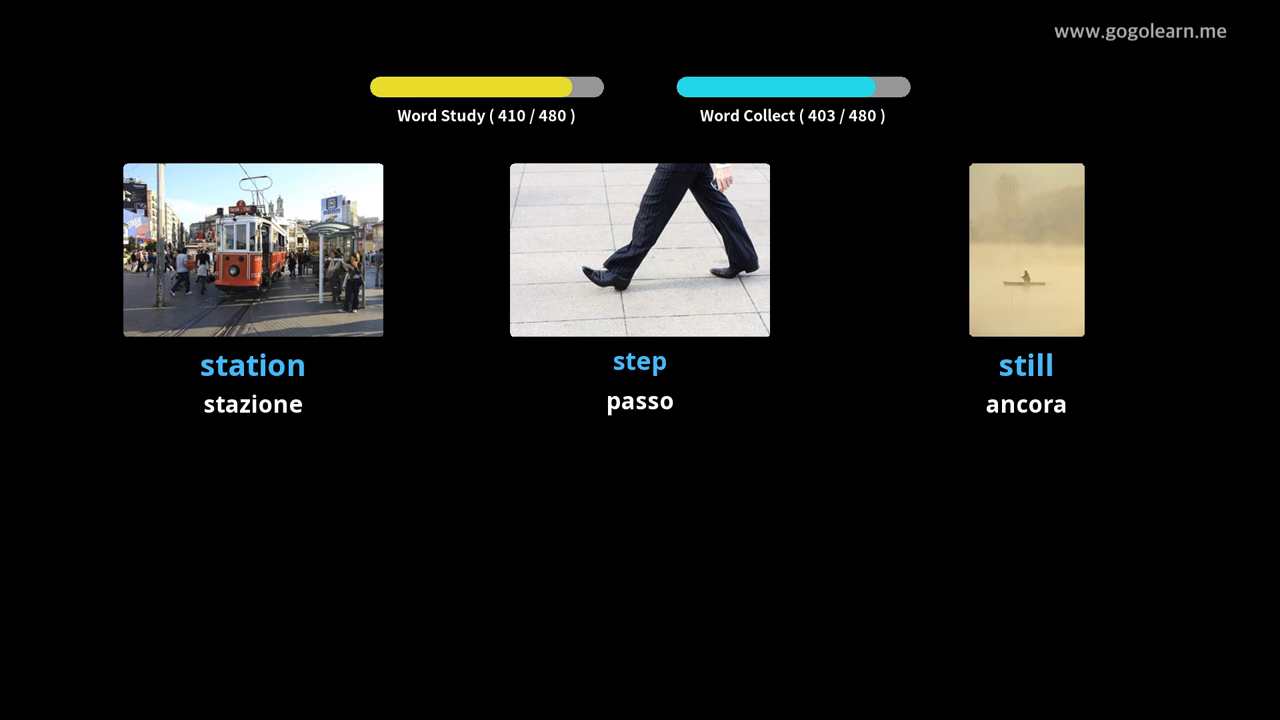 www.gogolearn.me
Word Study ( 410 / 480 )
Word Collect ( 403 / 480 )
station
stazione
step
passo
still
ancora